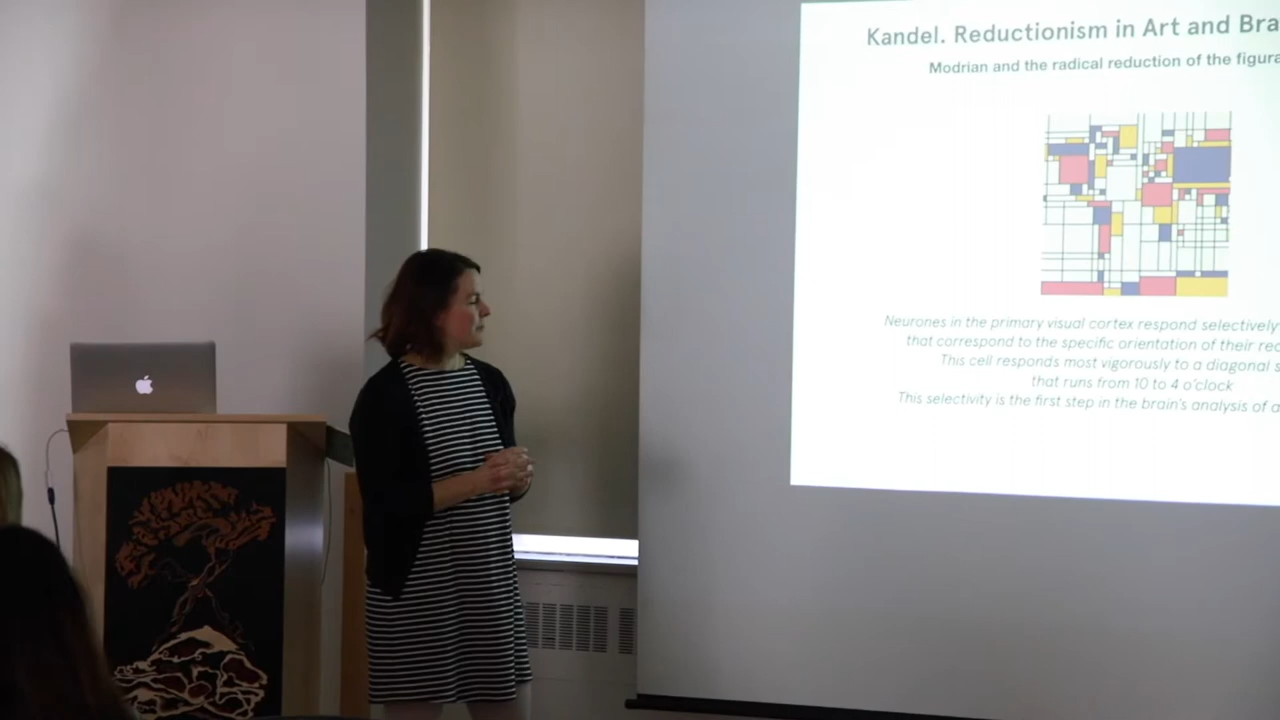 Kandel. Reductionism in Art and Bra
Modrian and the radical reduction of the figura
Neurones in the primary visual cortex respond selectively
that correspond to the specific orientation of their rec
This cell responds most vigorously to a diagonal s
that runs from 10 to 4 o'clock
This selectivity is the first step in the brain's analysis of a